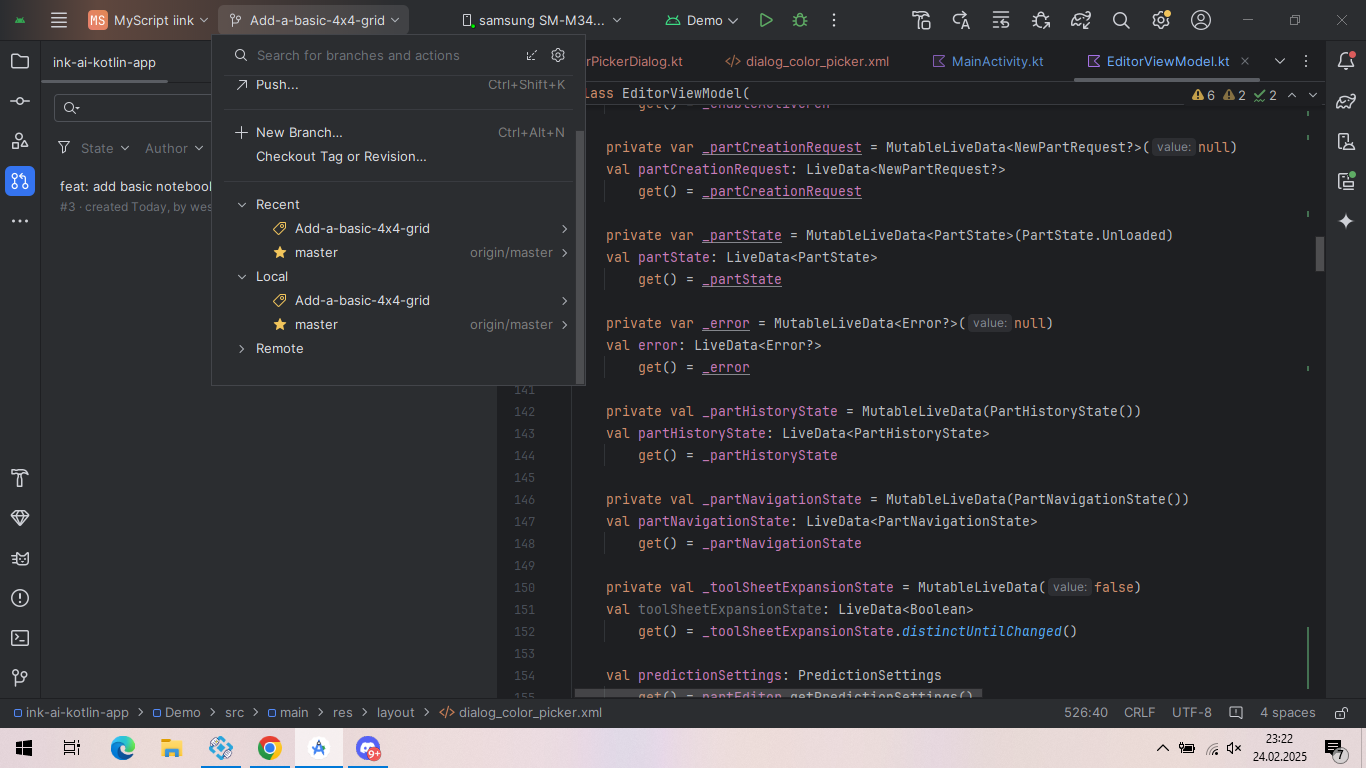 MS MyScript link Add-a-basic-4x4-grid samsung SM-M34... Demo
ink-ai-kotlin-app
Search for branches and actions
rPickerDialog.kt dialog_color_picker.xml MainActivity.kt EditorViewModel.kt
Push... Ctrl+Shift+K
New Branch... Ctrl+Alt+N
Checkout Tag or Revision...
Recent
Add-a-basic-4x4-grid
master origin/master
Local
Add-a-basic-4x4-grid
master origin/master
Remote
State Author
feat: add basic notebook
#3 · created Today, by wes
lass EditorViewModel(
6 2 2
get() = _enableActivePen
private var _partCreationRequest = MutableLiveData<NewPartRequest?>( value: null)
val partCreationRequest: LiveData<NewPartRequest?>
get() = _partCreationRequest
private var _partState = MutableLiveData<PartState>(PartState.Unloaded)
val partState: LiveData<PartState>
get() = _partState
private var _error = MutableLiveData<Error?>( value: null)
val error: LiveData<Error?>
get() = _error
141
142 private val _partHistoryState = MutableLiveData(PartHistoryState())
143 val partHistoryState: LiveData<PartHistoryState>
144 get() = _partHistoryState
145
146 private val _partNavigationState = MutableLiveData(PartNavigationState())
147 val partNavigationState: LiveData<PartNavigationState>
148 get() = _partNavigationState
149
150 private val _toolSheetExpansionState = MutableLiveData( value: false)
151 val toolSheetExpansionState: LiveData<Boolean>
152 get() = _toolSheetExpansionState.distinctUntilChanged()
153
154 val predictionSettings: PredictionSettings
155 get() = partEditor.getPredictionSettings()
ink-ai-kotlin-app > Demo > src > main > res > layout > dialog_color_picker.xml 526:40 CRLF UTF-8 4 spaces
9+
23:22
24.02.2025
7